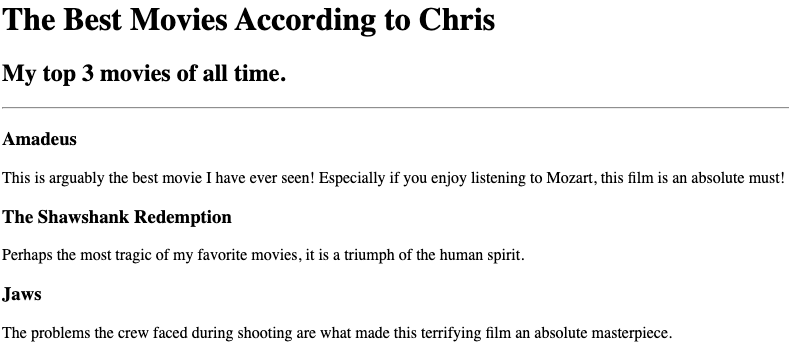 The Best Movies According to Chris
My top 3 movies of all time.
Amadeus
This is arguably the best movie I have ever seen! Especially if you enjoy listening to Mozart, this film is an absolute must!
The Shawshank Redemption
Perhaps the most tragic of my favorite movies, it is a triumph of the human spirit.
Jaws
The problems the crew faced during shooting are what made this terrifying film an absolute masterpiece.